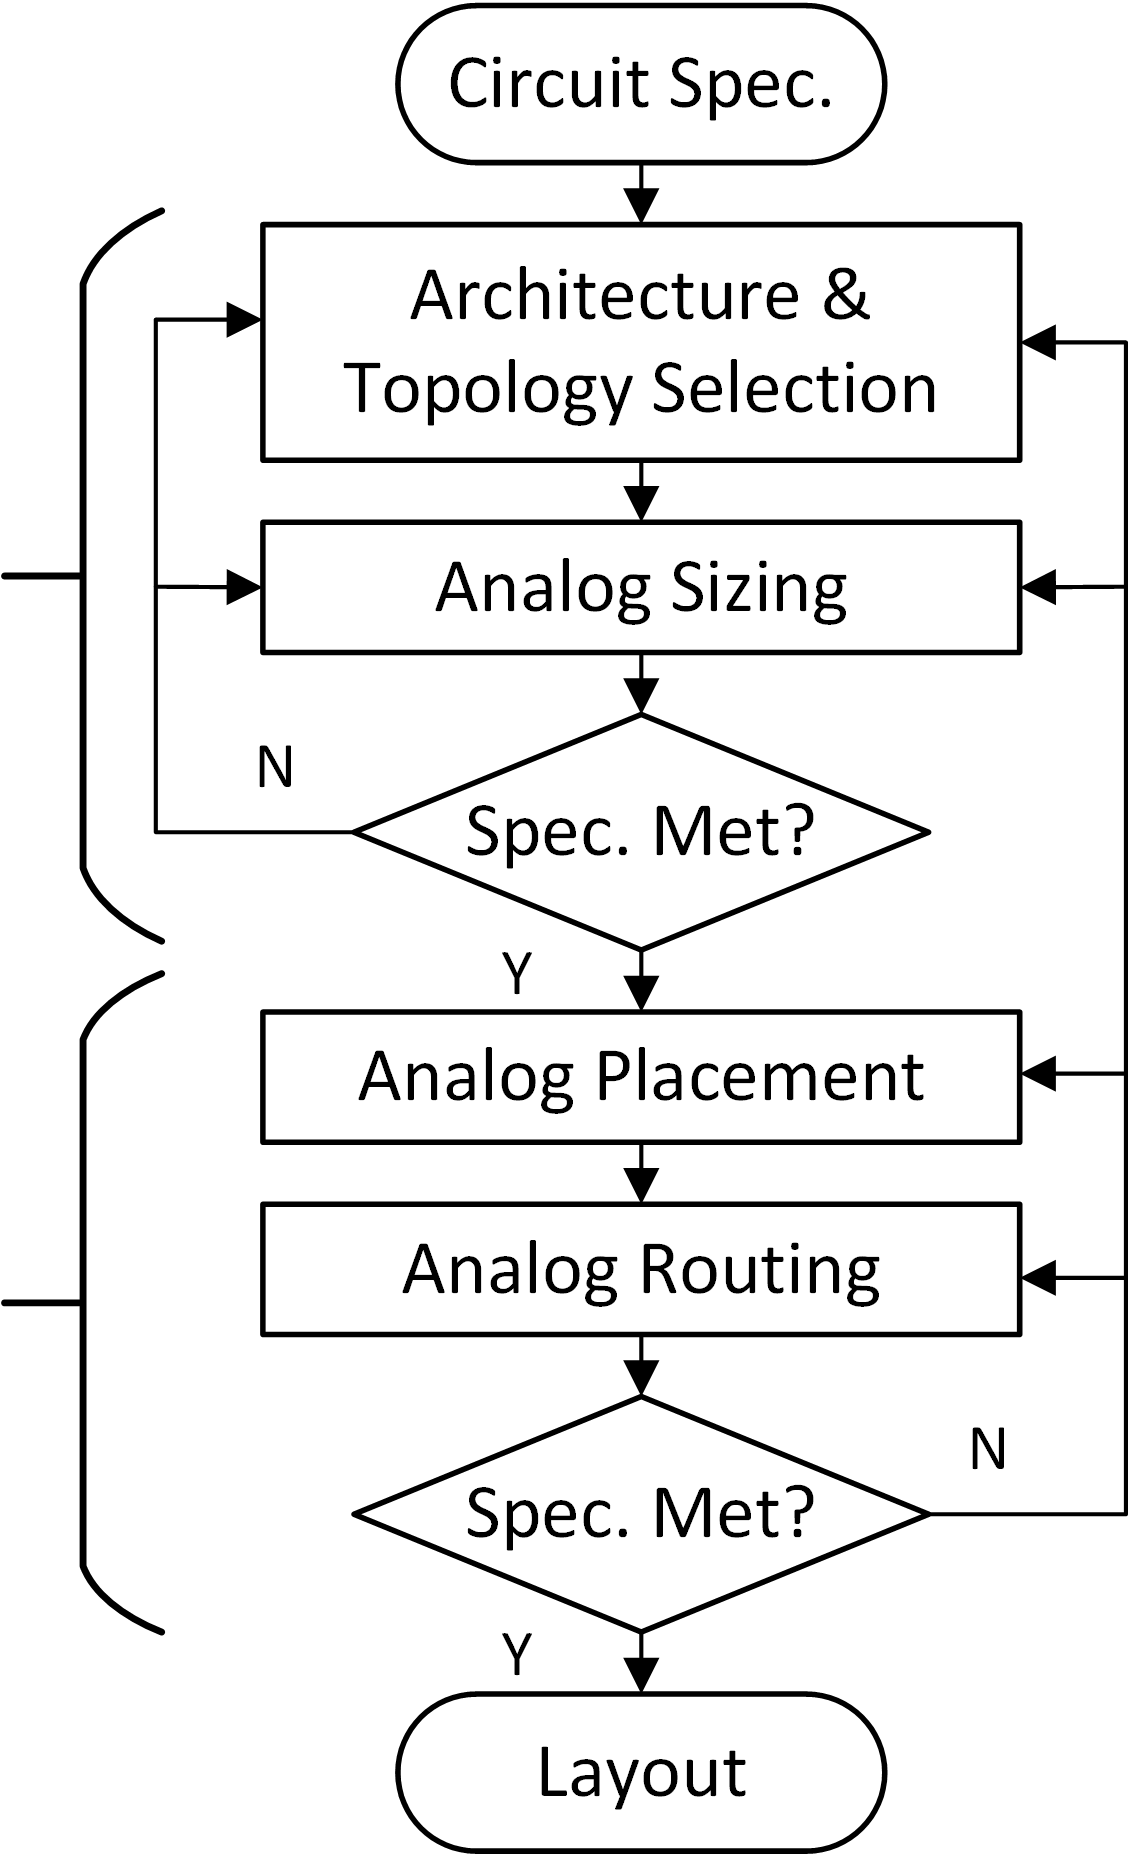 Circuit Spec.
Architecture &
Topology Selection
Analog Sizing
N
Spec. Met?
Y
Analog Placement
Analog Routing
N
Spec. Met?
Y
Layout